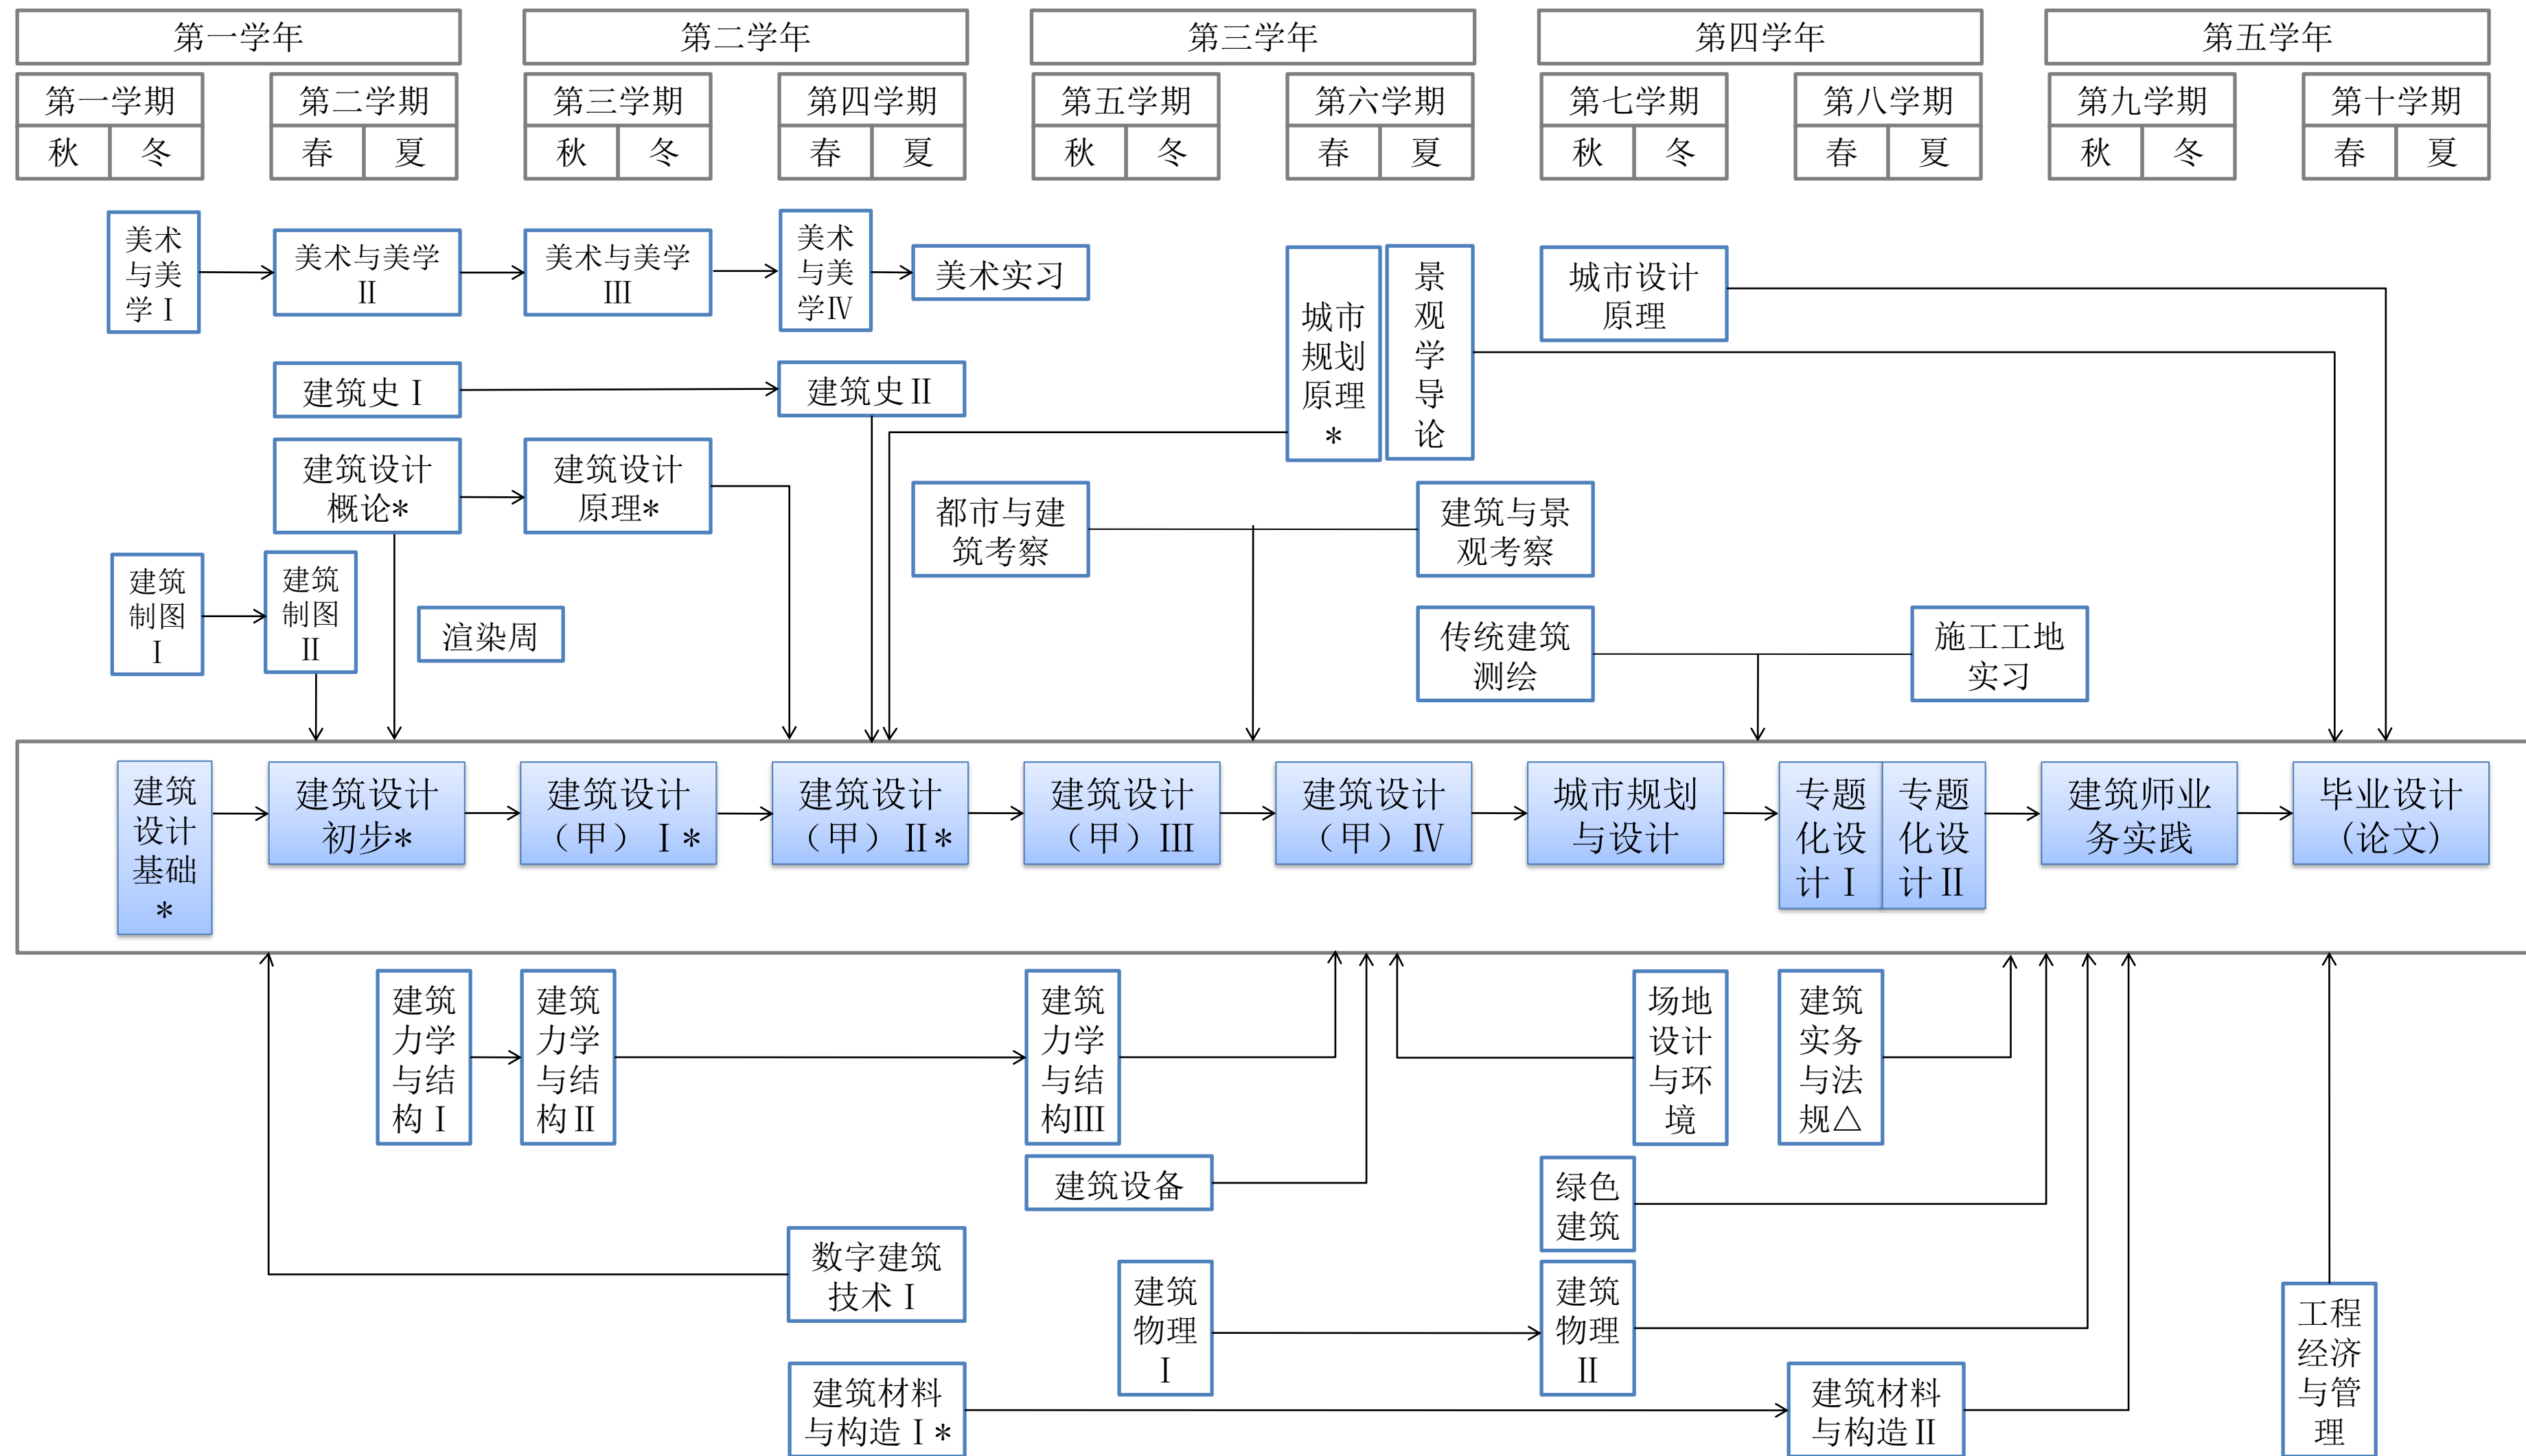 第一学年
第二学年
第三学年
第四学年
第五学年
第一学期
第二学期
第三学期
第四学期
第五学期
第六学期
第七学期
第八学期
第九学期
第十学期
秋
冬
春
夏
秋
冬
春
夏
秋
冬
春
夏
秋
冬
春
夏
秋
冬
春
夏
美术
与美
学Ⅰ
美术与美学
Ⅱ
美术与美学
Ⅲ
美术
与美
学Ⅳ
美术实习
城市
规划
原理
*
景
观
学
导
论
城市设计
原理
建筑史Ⅰ
建筑史Ⅱ
建筑设计
概论*
建筑设计
原理*
都市与建
筑考察
建筑与景
观考察
建筑
制图
Ⅰ
建筑
制图
Ⅱ
渲染周
传统建筑
测绘
施工工地
实习
建筑
设计
基础
*
建筑设计
初步*
建筑设计
（甲）Ⅰ*
建筑设计
（甲）Ⅱ*
建筑设计
（甲）Ⅲ
建筑设计
（甲）Ⅳ
城市规划
与设计
专题
化设
计Ⅰ
专题
化设
计Ⅱ
建筑师业
务实践
毕业设计
（论文）
建筑
力学
与结
构Ⅰ
建筑
力学
与结
构Ⅱ
建筑
力学
与结
构Ⅲ
场地
设计
与环
境
建筑
实务
与法
规△
建筑设备
绿色
建筑
数字建筑
技术Ⅰ
建筑
物理
Ⅰ
建筑
物理
Ⅱ
工程
经济
与管
理
建筑材料
与构造Ⅰ*
建筑材料
与构造Ⅱ